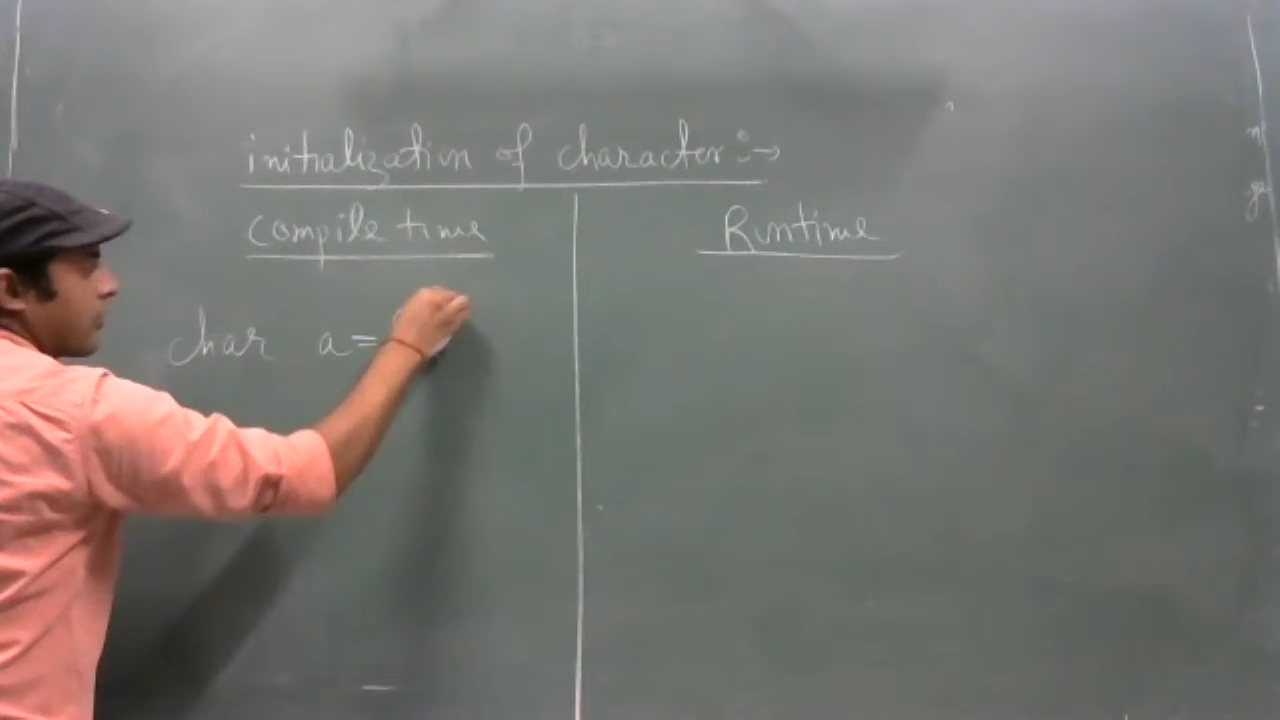 initialization of character :→
compile time
Runtime
char a=